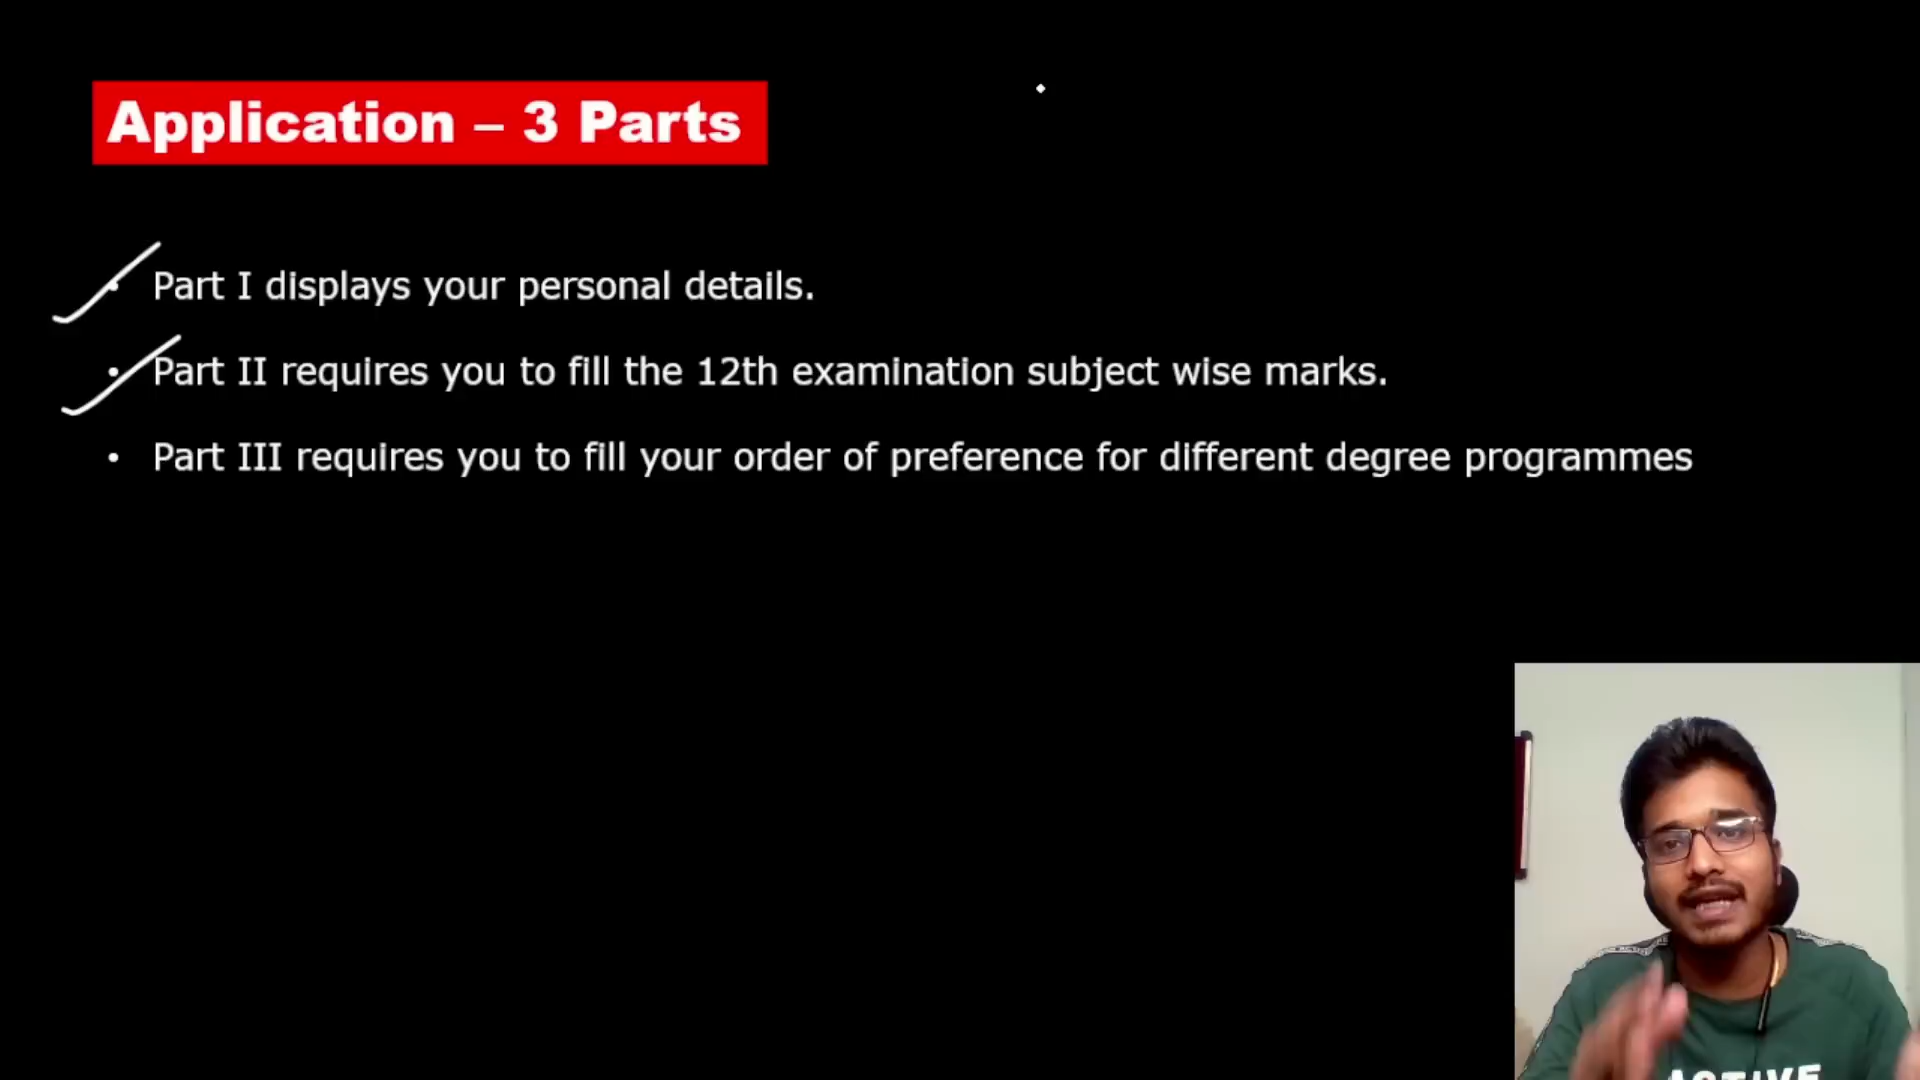 Application – 3 Parts
• Part I displays your personal details.
• Part II requires you to fill the 12th examination subject wise marks.
• Part III requires you to fill your order of preference for different degree programmes
ACTIVE